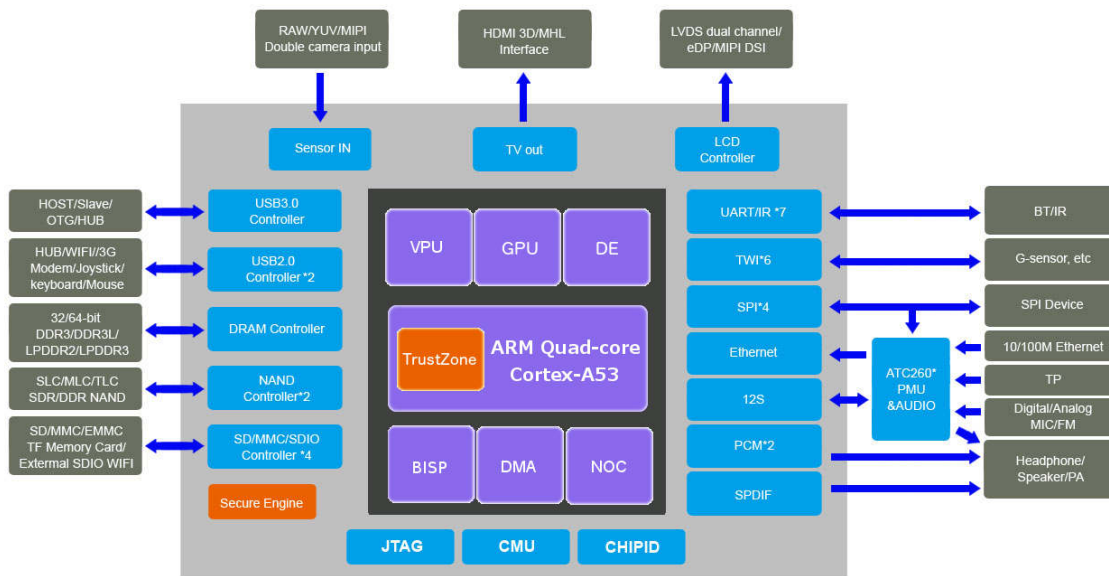 RAW/YUV/MIPI
Double camera input
HDMI 3D/MHL
Interface
LVDS dual channel/
eDP/MIPI DSI
Sensor IN
TV out
LCD
Controller
HOST/Slave/
OTG/HUB
USB3.0
Controller
HUB/WIFI//3G
Modem/Joystick/
keyboard/Mouse
USB2.0
Controller*2
32/64-bit
DDR3/DDR3L/
LPDDR2/LPDDR3
DRAM Controller
SLC/MLC/TLC
SDR/DDR NAND
NAND
Controller*2
SD/MMC/EMMC
TF Memory Card/
External SDIO WIFI
SD/MMC/SDIO
Controller *4
Secure Engine
VPU
GPU
DE
TrustZone
ARM Quad-core
Cortex-A53
BISP
DMA
NOC
JTAG
CMU
CHIPID
UART/IR *7
TWI*6
SPI*4
Ethernet
12S
PCM*2
SPDIF
ATC260*
PMU
&AUDIO
BT/IR
G-sensor, etc
SPI Device
10/100M Ethernet
TP
Digital/Analog
MIC/FM
Headphone/
Speaker/PA